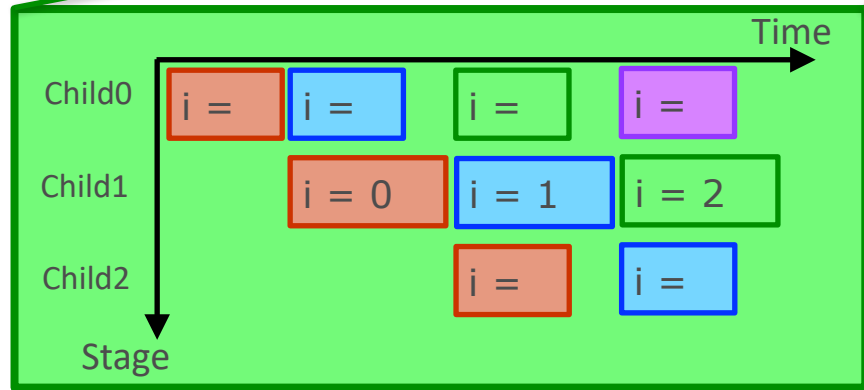 Time
Child0 i = i = i = i =
Child1 i = 0 i = 1 i = 2
Child2 i = i =
Stage